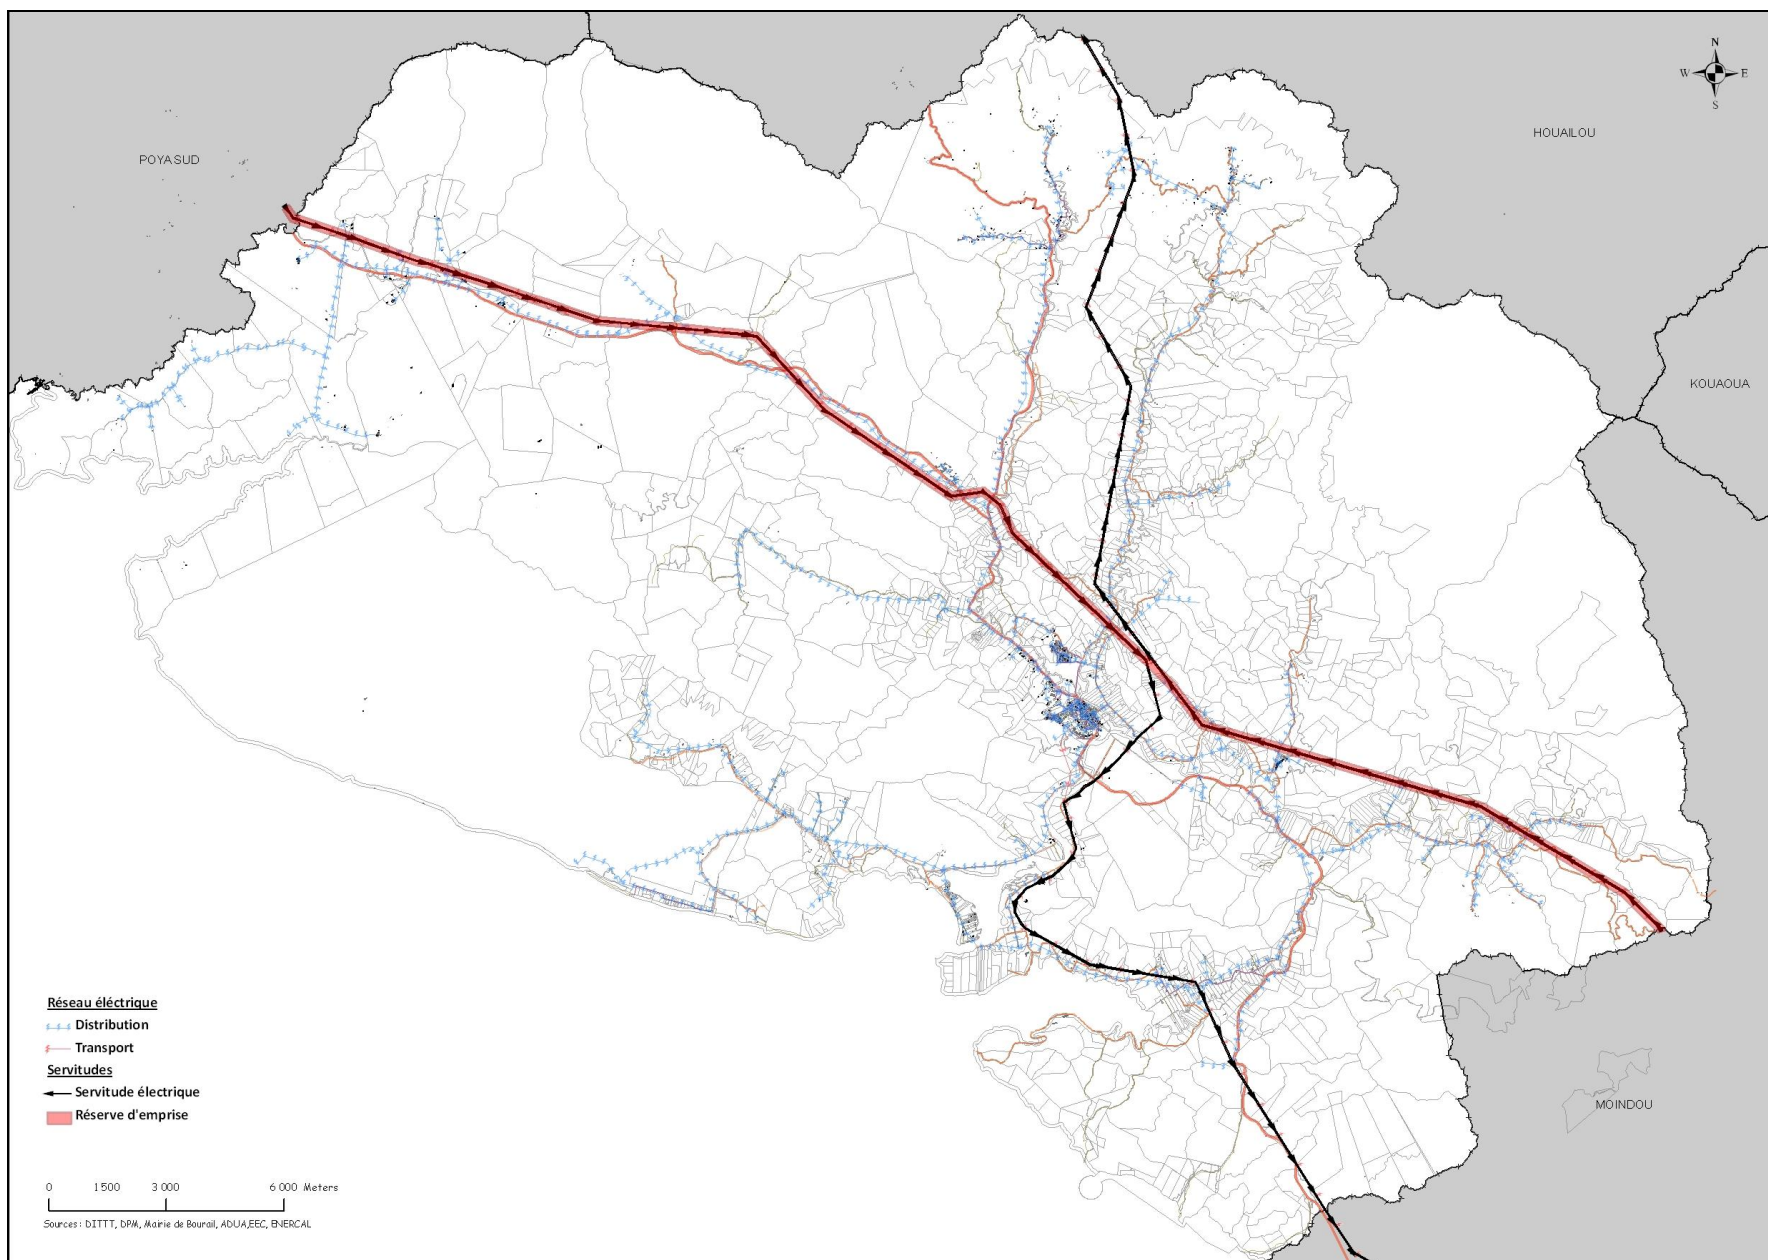 N
W E
S
HOUAILOU
POYA SUD
KOUAOUA
MOINDOU
Réseau éléctrique
Distribution
Transport
Servitudes
Servitude électrique
Réserve d'emprise
0 1 500 3 000 6 000 Meters
Sources : DITTT, DPM, Mairie de Bourail, ADUA,EEC, ENERCAL